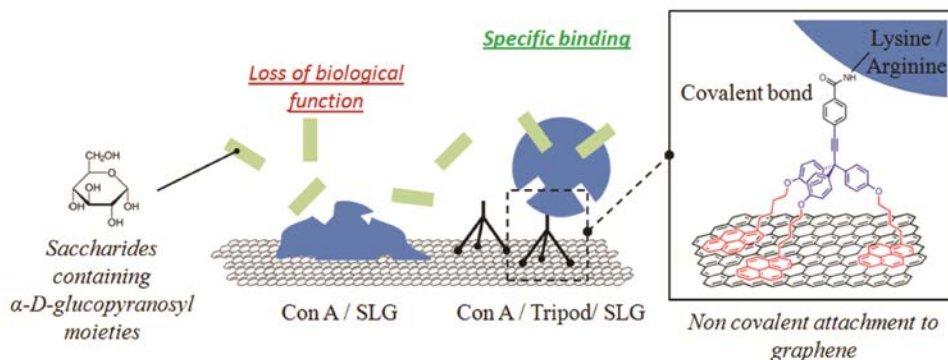 Loss of biological
function
Specific binding
CH₂OH
O
OH
OH
OH
OH
Saccharides
containing
α-D-glucopyranosyl
moieties
Con A / SLG
Con A / Tripod/ SLG
Lysine /
Arginine
O
NH
Covalent bond
O
O
O
Non covalent attachment to
graphene